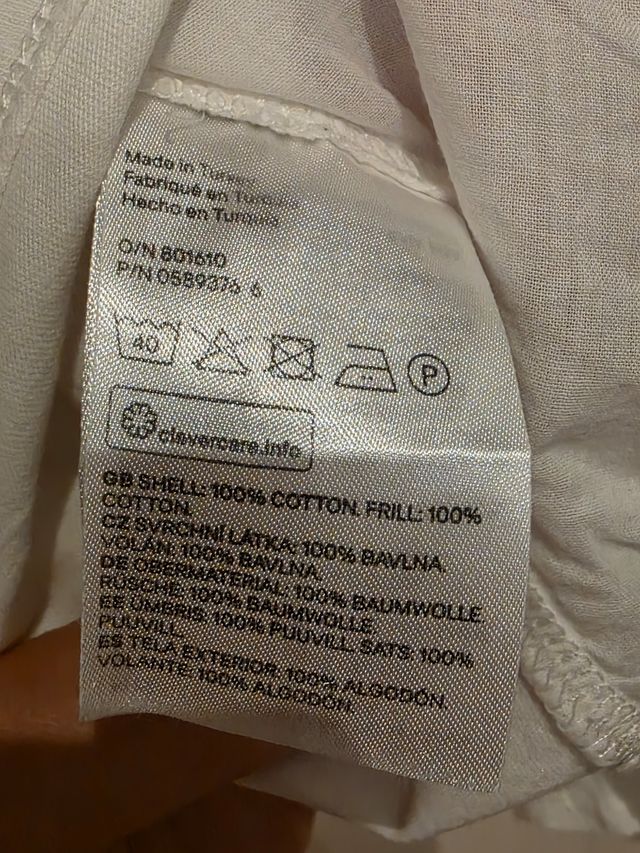 Made in Turkey
Fabriqué en Turquie
Hecho en Turquía
O/N 801610
P/N 0589376 6
40
P
clevercare.info
GB SHELL: 100% COTTON. FRILL: 100%
COTTON.
CZ SVRCHNÍ LÁTKA: 100% BAVLNA.
VOLÁN: 100% BAVLNA.
DE OBERMATERIAL: 100% BAUMWOLLE.
RÜSCHE: 100% BAUMWOLLE.
EE ÜMBRIS: 100% PUUVILL. SATS: 100%
PUUVILL.
ES TELA EXTERIOR: 100% ALGODÓN.
VOLANTE: 100% ALGODÓN.